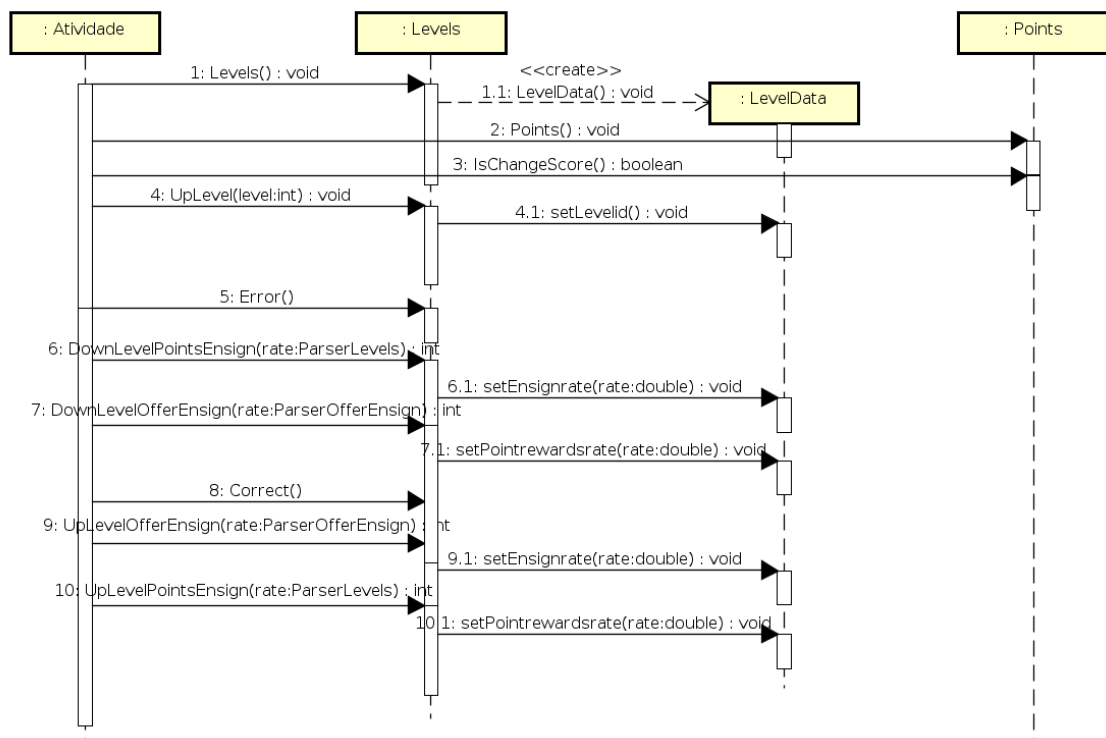 : Atividade
: Levels
: Points
1: Levels() : void
<<create>>
1.1: LevelData() : void
: LevelData
2: Points() : void
3: IsChangeScore() : boolean
4: UpLevel(level:int) : void
4.1: setLevelid() : void
5: Error()
6: DownLevelPointsEnsign(rate:ParserLevels) : int
6.1: setEnsignrate(rate:double) : void
7: DownLevelOfferEnsign(rate:ParserOfferEnsign) : int
7.1: setPointrewardsrate(rate:double) : void
8: Correct()
9: UpLevelOfferEnsign(rate:ParserOfferEnsign) : int
9.1: setEnsignrate(rate:double) : void
10: UpLevelPointsEnsign(rate:ParserLevels) : int
10.1: setPointrewardsrate(rate:double) : void